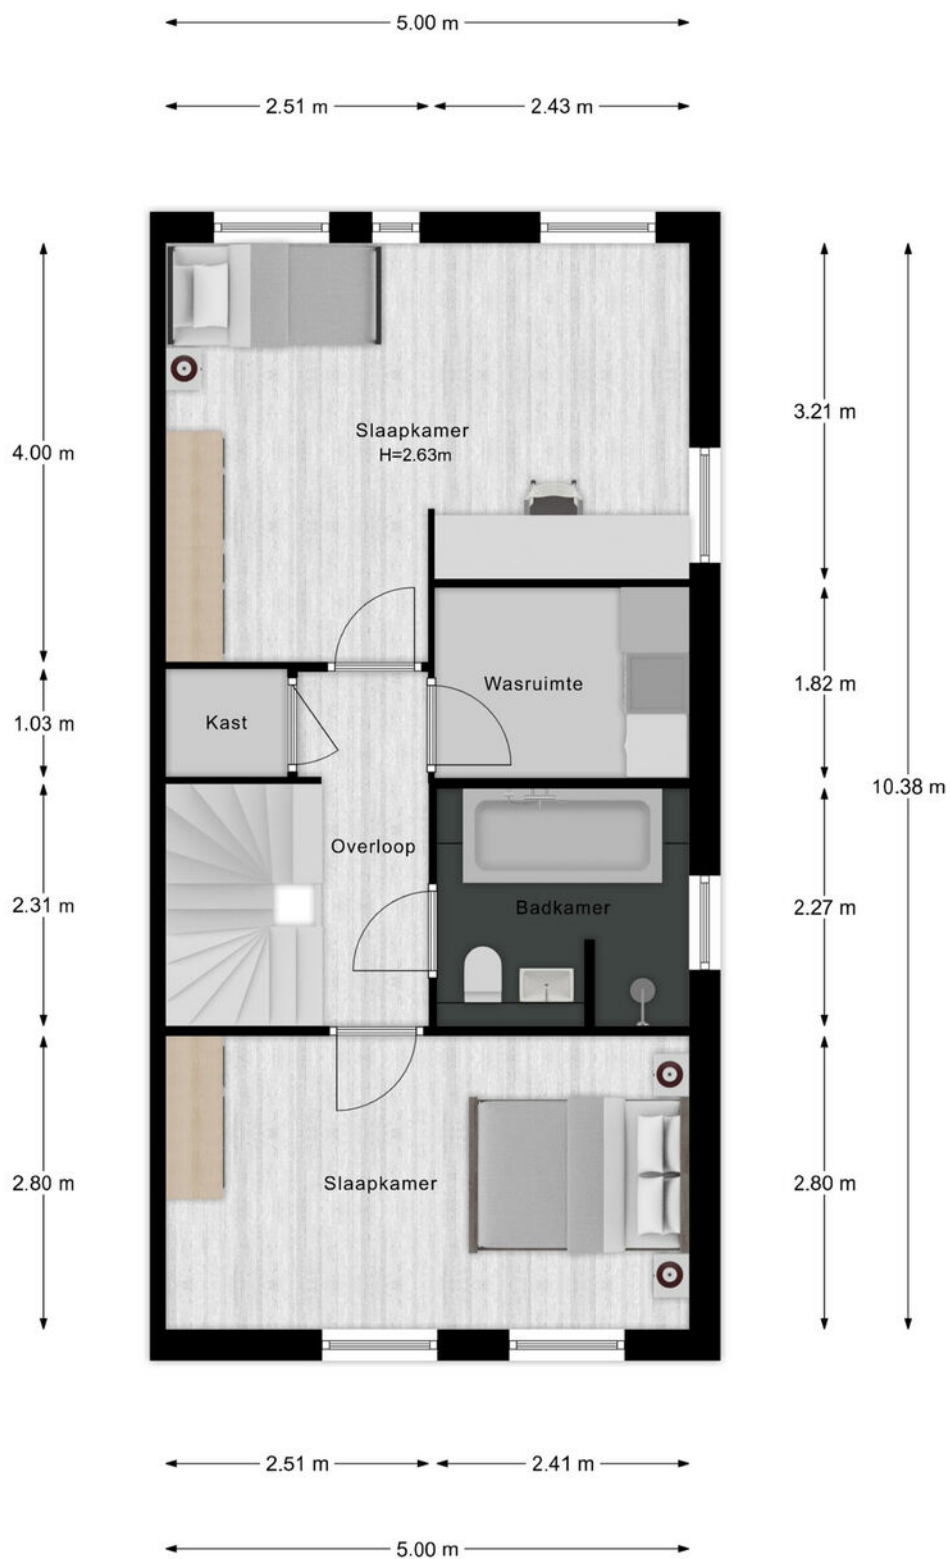 5.00 m
2.51 m
2.43 m
Slaapkamer
H=2.63m
3.21 m
4.00 m
Wasruimte
1.82 m
Kast
1.03 m
10.38 m
Overloop
2.31 m
Badkamer
2.27 m
2.80 m
Slaapkamer
2.80 m
2.51 m
2.41 m
5.00 m